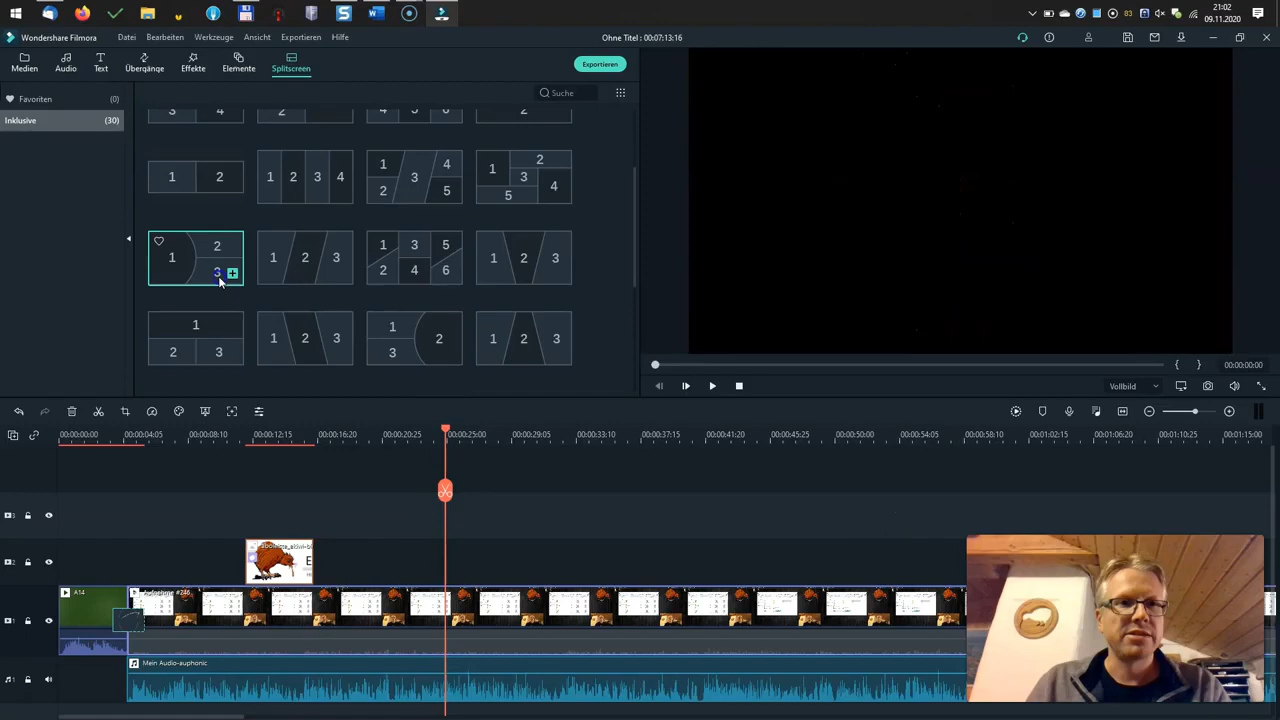 21:02
83
09.11.2020
Wondershare Filmora
Datei
Bearbeiten
Werkzeuge
Ansicht
Exportieren
Hilfe
Ohne Titel : 00:07:13:16
Medien
Audio
Text
Übergänge
Effekte
Elemente
Splitscreen
Exportieren
Favoriten
(0)
Suche
Inklusive
(30)
3 4 2 4 5 6 2
1 2
1 2 3 4
1 2 3 4 5
1 2 3 4 5
1 2 3
1 2 3
1 2 3 4 5 6
1 2 3
1 2 3
1 2 3
1 2 3
1 2 3
{ }
00:00:00:00
Vollbild
00:00:00:00
00:00:04:05
00:00:08:10
00:00:12:15
00:00:16:20
00:00:20:25
00:00:25:00
00:00:29:05
00:00:33:10
00:00:37:15
00:00:41:20
00:00:45:25
00:00:50:00
00:00:54:05
00:00:58:10
00:01:02:15
00:01:06:20
00:01:10:25
00:01:15:00
3
2
E
A14
Aufnahme #246
1
Mein Audio-auphonic
1